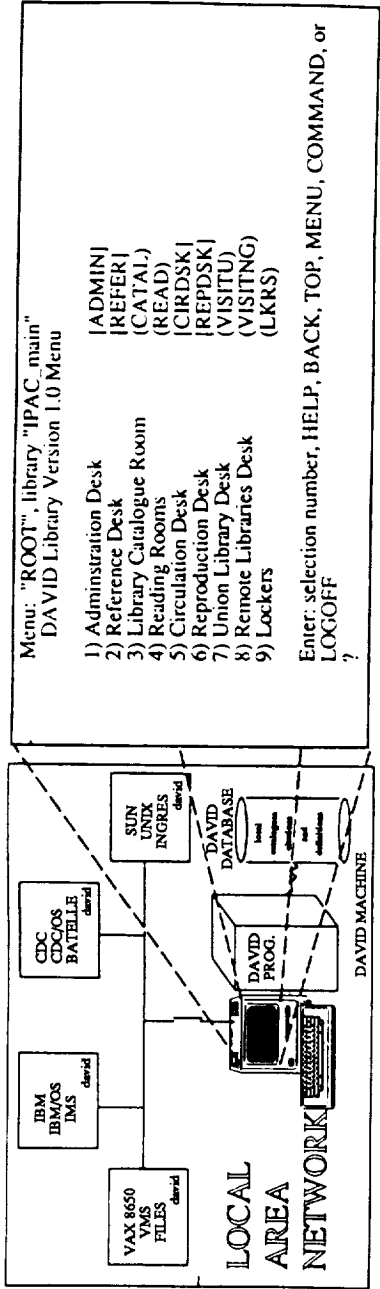 VAX 8650
VMS
FILES
david
IBM
IBM/OS
IMS
david
CDC
CDC/OS
BATELLE
david
SUN
UNIX
INGRES
david
LOCAL
AREA
NETWORK
DAVID
PROG.
DAVID
DATABASE
local
and
definitions
DAVID MACHINE
Menu: "ROOT", library "IPAC_main"
DAVID Library Version 1.0 Menu
1) Adminstration Desk [ADMIN]
2) Reference Desk [REFER]
3) Library Catalogue Room (CATAL)
4) Reading Rooms (READ)
5) Circulation Desk [CIRDSK]
6) Reproduction Desk [REPDSK]
7) Union Library Desk (VISITU)
8) Remote Libraries Desk (VISITNG)
9) Lockers (LKRS)
Enter: selection number, HELP, BACK, TOP, MENU, COMMAND, or
LOGOFF
?